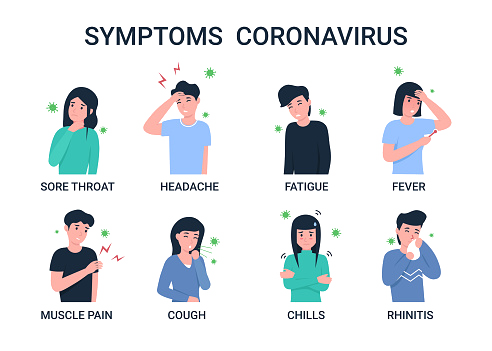 SYMPTOMS CORONAVIRUS
SORE THROAT
HEADACHE
FATIGUE
FEVER
MUSCLE PAIN
COUGH
CHILLS
RHINITIS